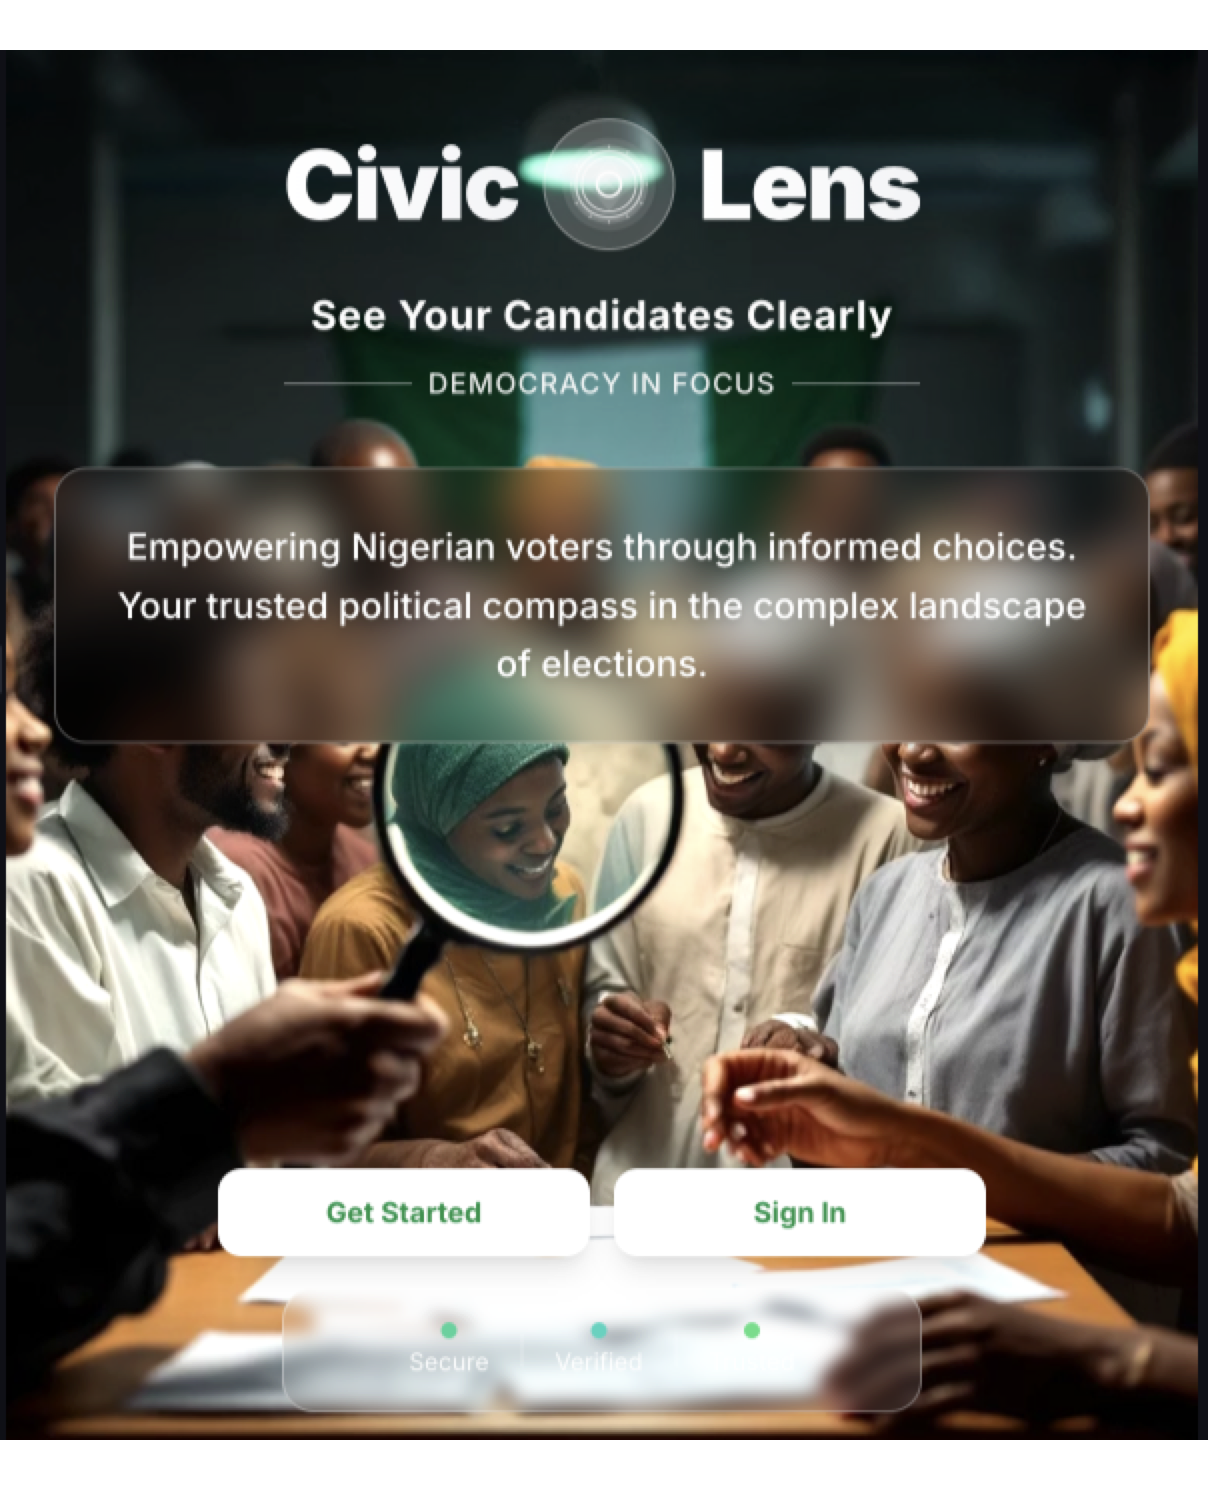 Civic Lens
See Your Candidates Clearly
DEMOCRACY IN FOCUS
Empowering Nigerian voters through informed choices.
Your trusted political compass in the complex landscape
of elections.
Get Started Sign In
Secure Verified